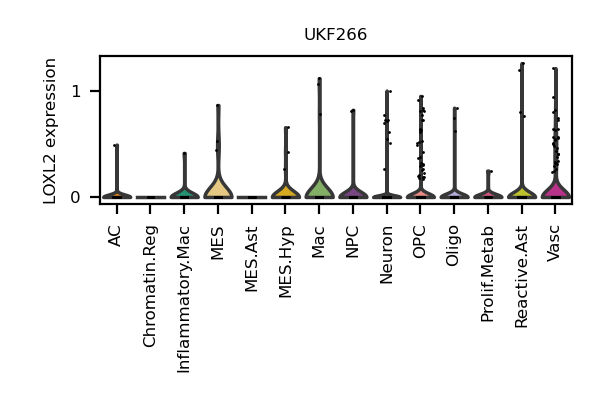 UKF266
LOXL2 expression
1
0
AC
Chromatin.Reg
Inflammatory.Mac
MES
MES.Ast
MES.Hyp
Mac
NPC
Neuron
OPC
Oligo
Prolif.Metab
Reactive.Ast
Vasc